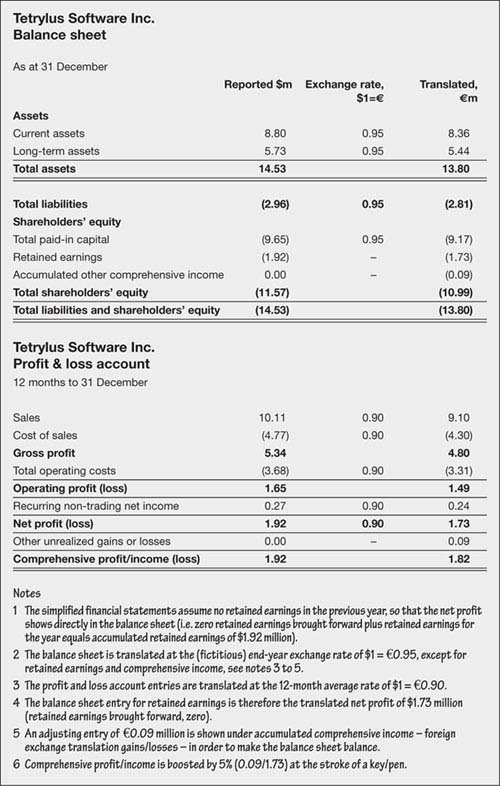 Tetrylus Software Inc.
Balance sheet
As at 31 December
Reported $m Exchange rate, Translated,
$1=€ €m
Assets
Current assets 8.80 0.95 8.36
Long-term assets 5.73 0.95 5.44
Total assets 14.53 13.80
Total liabilities (2.96) 0.95 (2.81)
Shareholders' equity
Total paid-in capital (9.65) 0.95 (9.17)
Retained earnings (1.92) – (1.73)
Accumulated other comprehensive income 0.00 – (0.09)
Total shareholders' equity (11.57) (10.99)
Total liabilities and shareholders' equity (14.53) (13.80)
Tetrylus Software Inc.
Profit & loss account
12 months to 31 December
Sales 10.11 0.90 9.10
Cost of sales (4.77) 0.90 (4.30)
Gross profit 5.34 4.80
Total operating costs (3.68) 0.90 (3.31)
Operating profit (loss) 1.65 1.49
Recurring non-trading net income 0.27 0.90 0.24
Net profit (loss) 1.92 0.90 1.73
Other unrealized gains or losses 0.00 – 0.09
Comprehensive profit/income (loss) 1.92 1.82
Notes
1 The simplified financial statements assume no retained earnings in the previous year, so that the net profit
shows directly in the balance sheet (i.e. zero retained earnings brought forward plus retained earnings for
the year equals accumulated retained earnings of $1.92 million).
2 The balance sheet is translated at the (fictitious) end-year exchange rate of $1 = €0.95, except for
retained earnings and comprehensive income, see notes 3 to 5.
3 The profit and loss account entries are translated at the 12-month average rate of $1 = €0.90.
4 The balance sheet entry for retained earnings is therefore the translated net profit of $1.73 million
(retained earnings brought forward, zero).
5 An adjusting entry of €0.09 million is shown under accumulated comprehensive income – foreign
exchange translation gains/losses – in order to make the balance sheet balance.
6 Comprehensive profit/income is boosted by 5% (0.09/1.73) at the stroke of a key/pen.